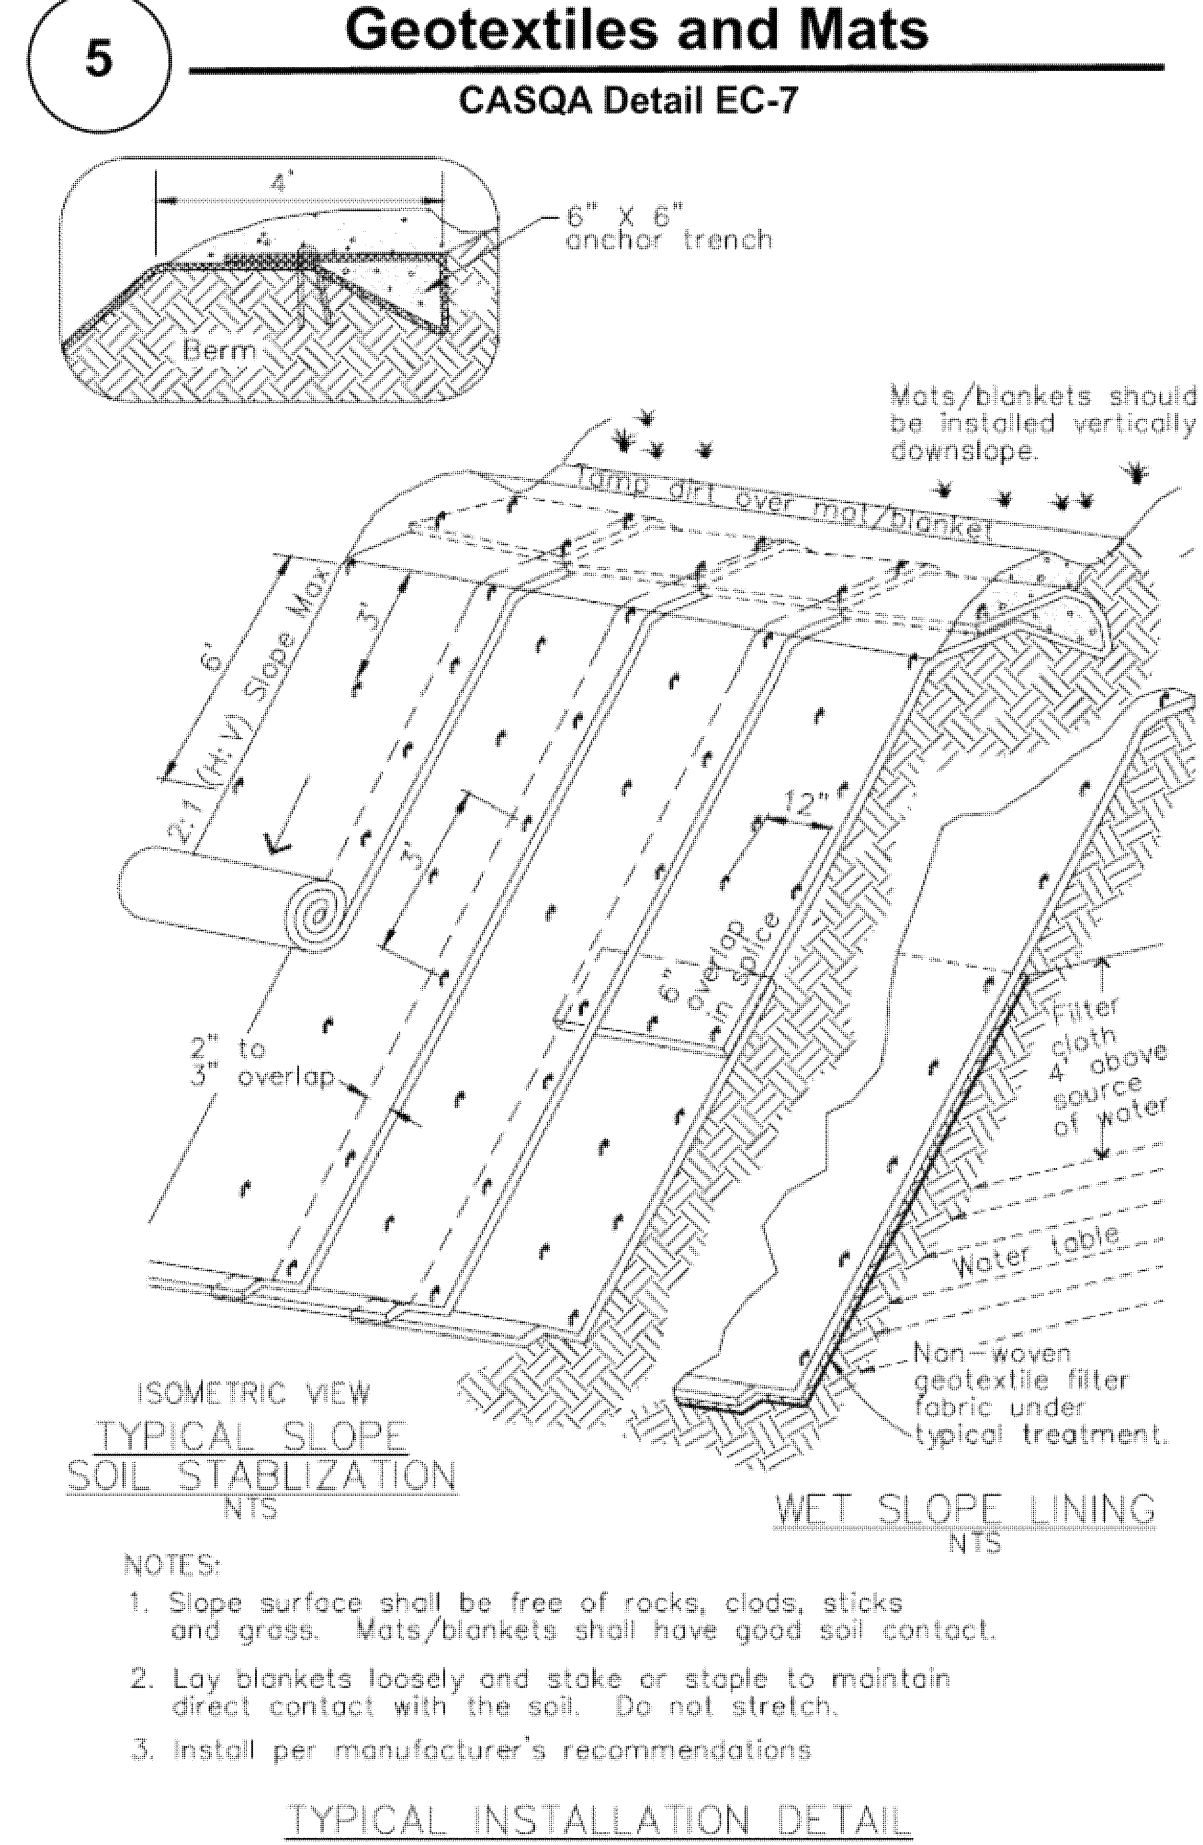 5
Geotextiles and Mats
CASQA Detail EC-7
4'
6" X 6"
anchor trench
Berm
Mats/blankets should
be installed vertically
downslope.
Tamp dirt over mat/blanket
6'
2:1 (H:V) Slope Max
3'
3'
12"
6"
overlap
in splice
2" to
3" overlap
Filter
cloth
4' above
source
of water
Water table
Non-woven
geotextile filter
fabric under
typical treatment.
ISOMETRIC VIEW
TYPICAL SLOPE
SOIL STABLIZATION
NTS
WET SLOPE LINING
NTS
NOTES:
1. Slope surface shall be free of rocks, clods, sticks
and grass. Mats/blankets shall have good soil contact.
2. Lay blankets loosely and stake or staple to maintain
direct contact with the soil. Do not stretch.
3. Install per manufacturer's recommendations
TYPICAL INSTALLATION DETAIL